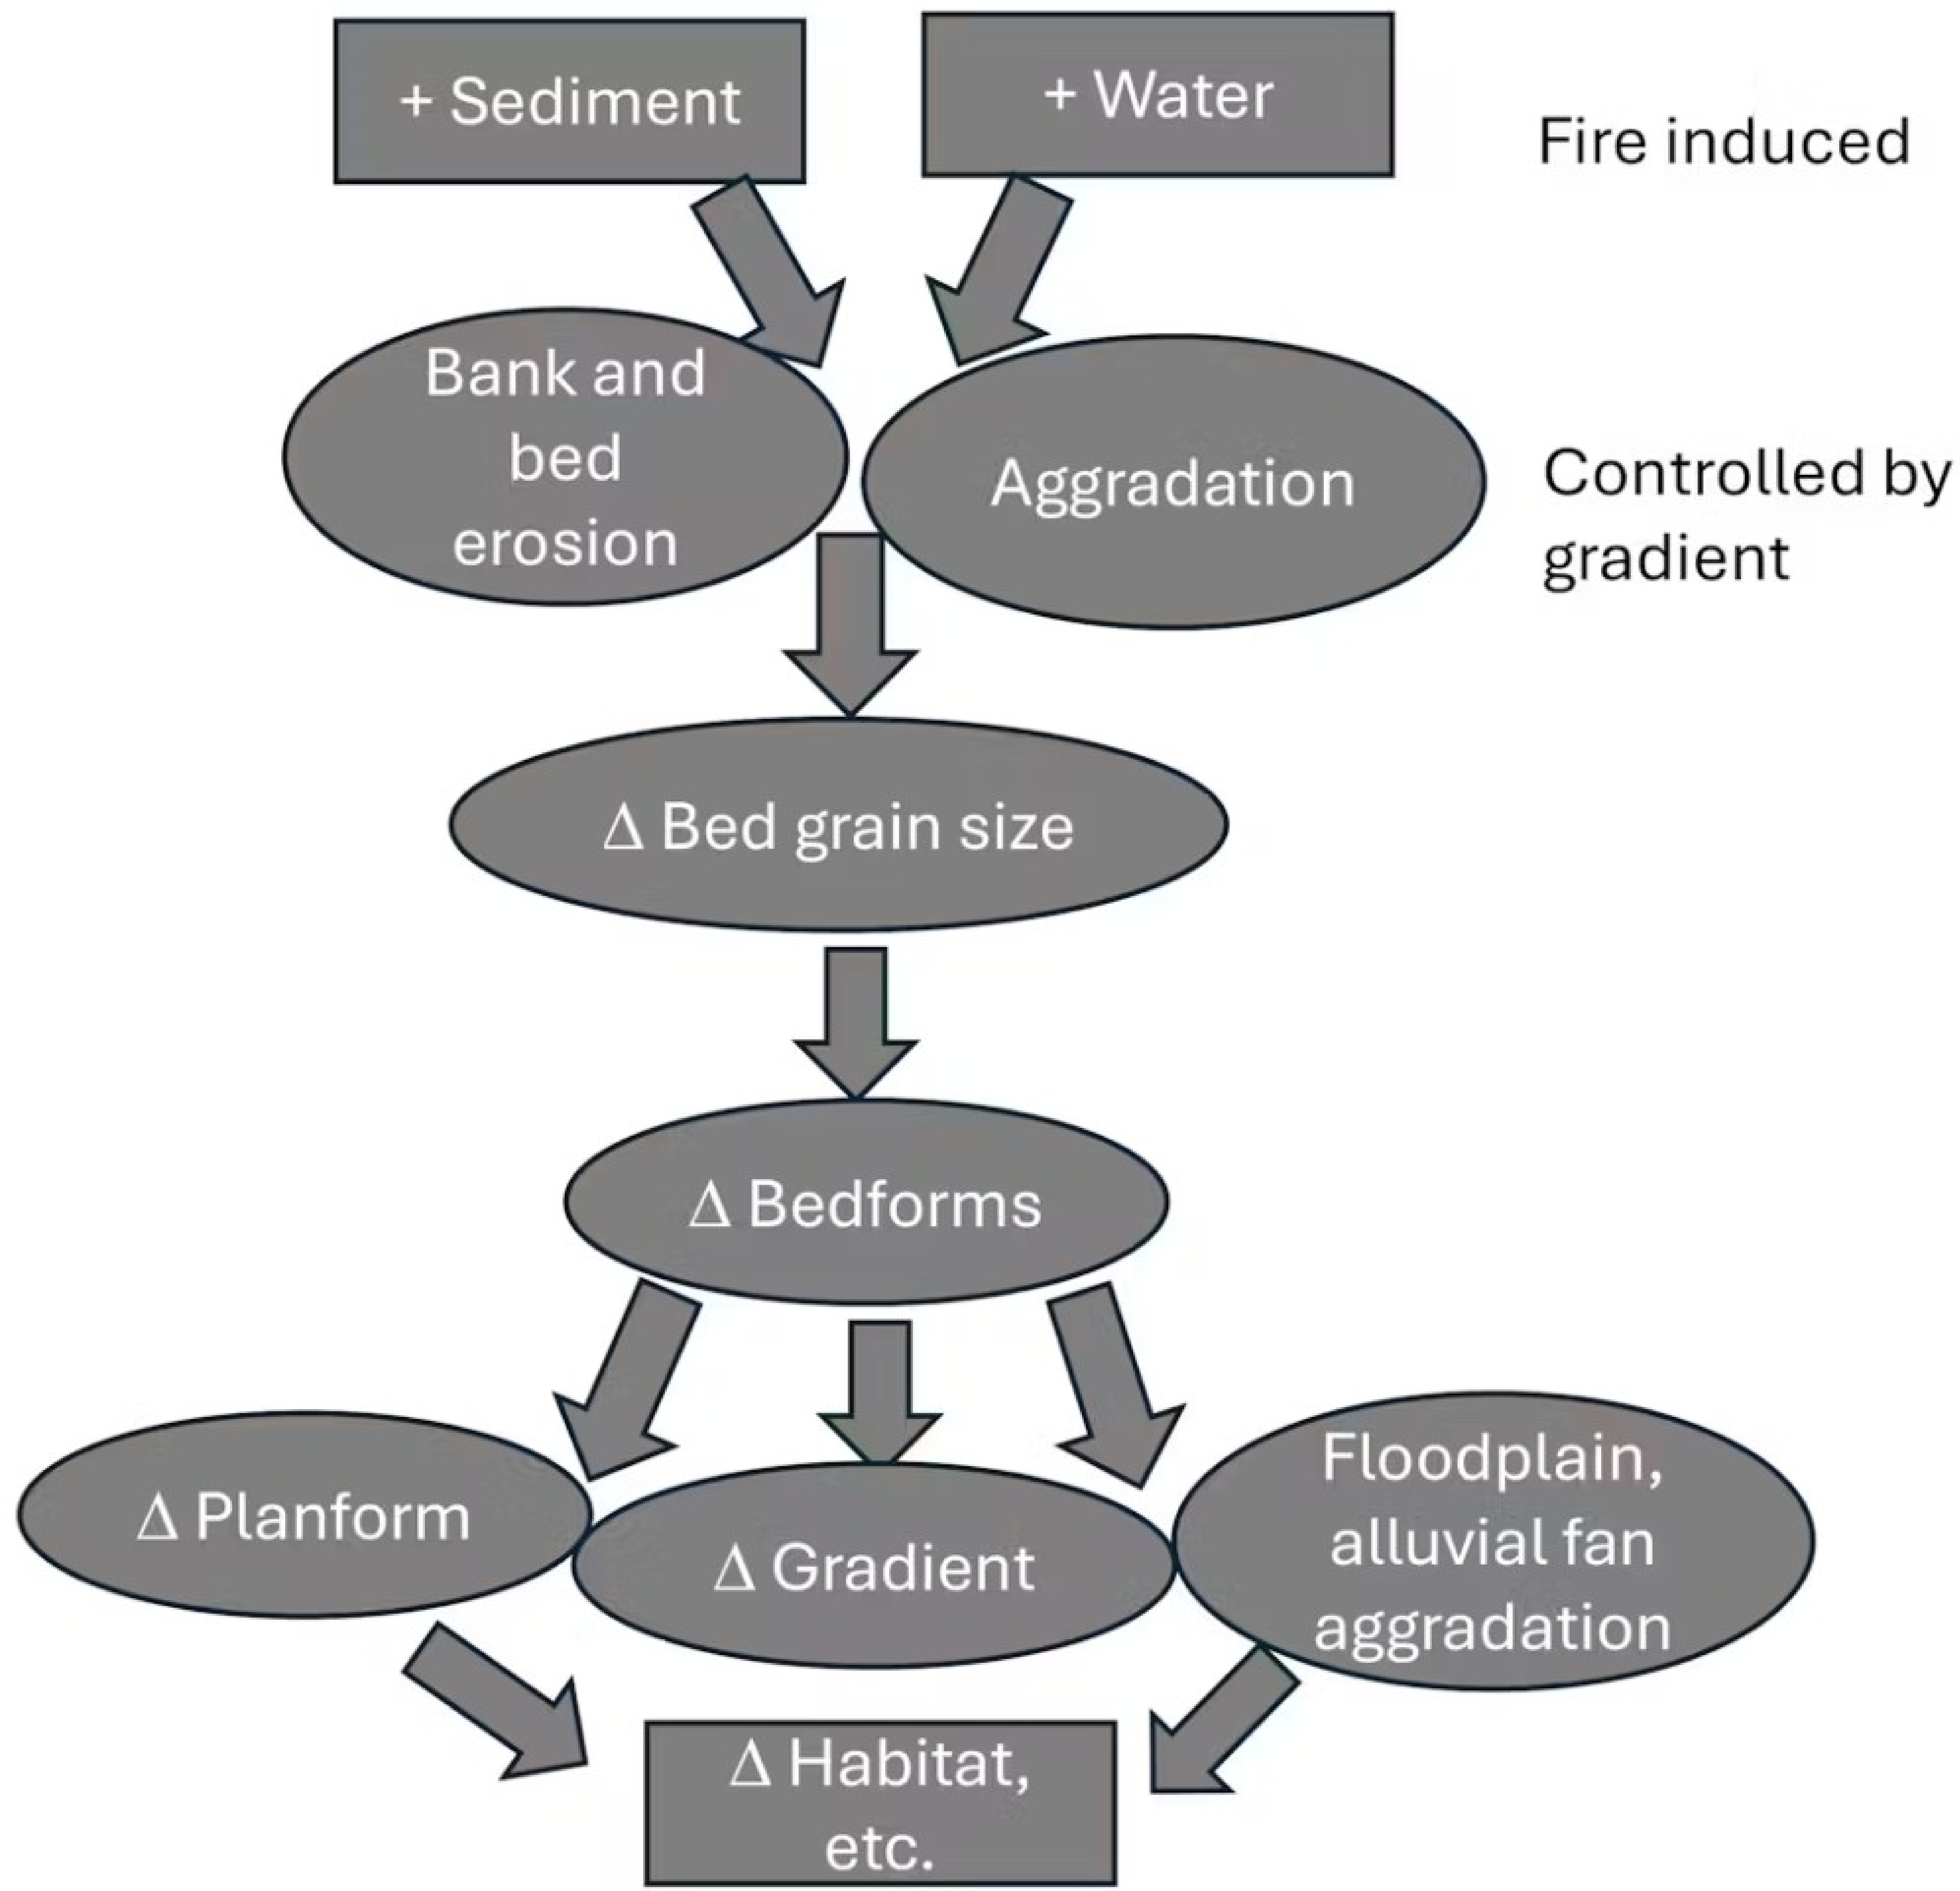 + Sediment
+ Water
Fire induced
Bank and
bed
erosion
Aggradation
Controlled by
gradient
Δ Bed grain size
Δ Bedforms
Δ Planform
Δ Gradient
Floodplain,
alluvial fan
aggradation
Δ Habitat,
etc.